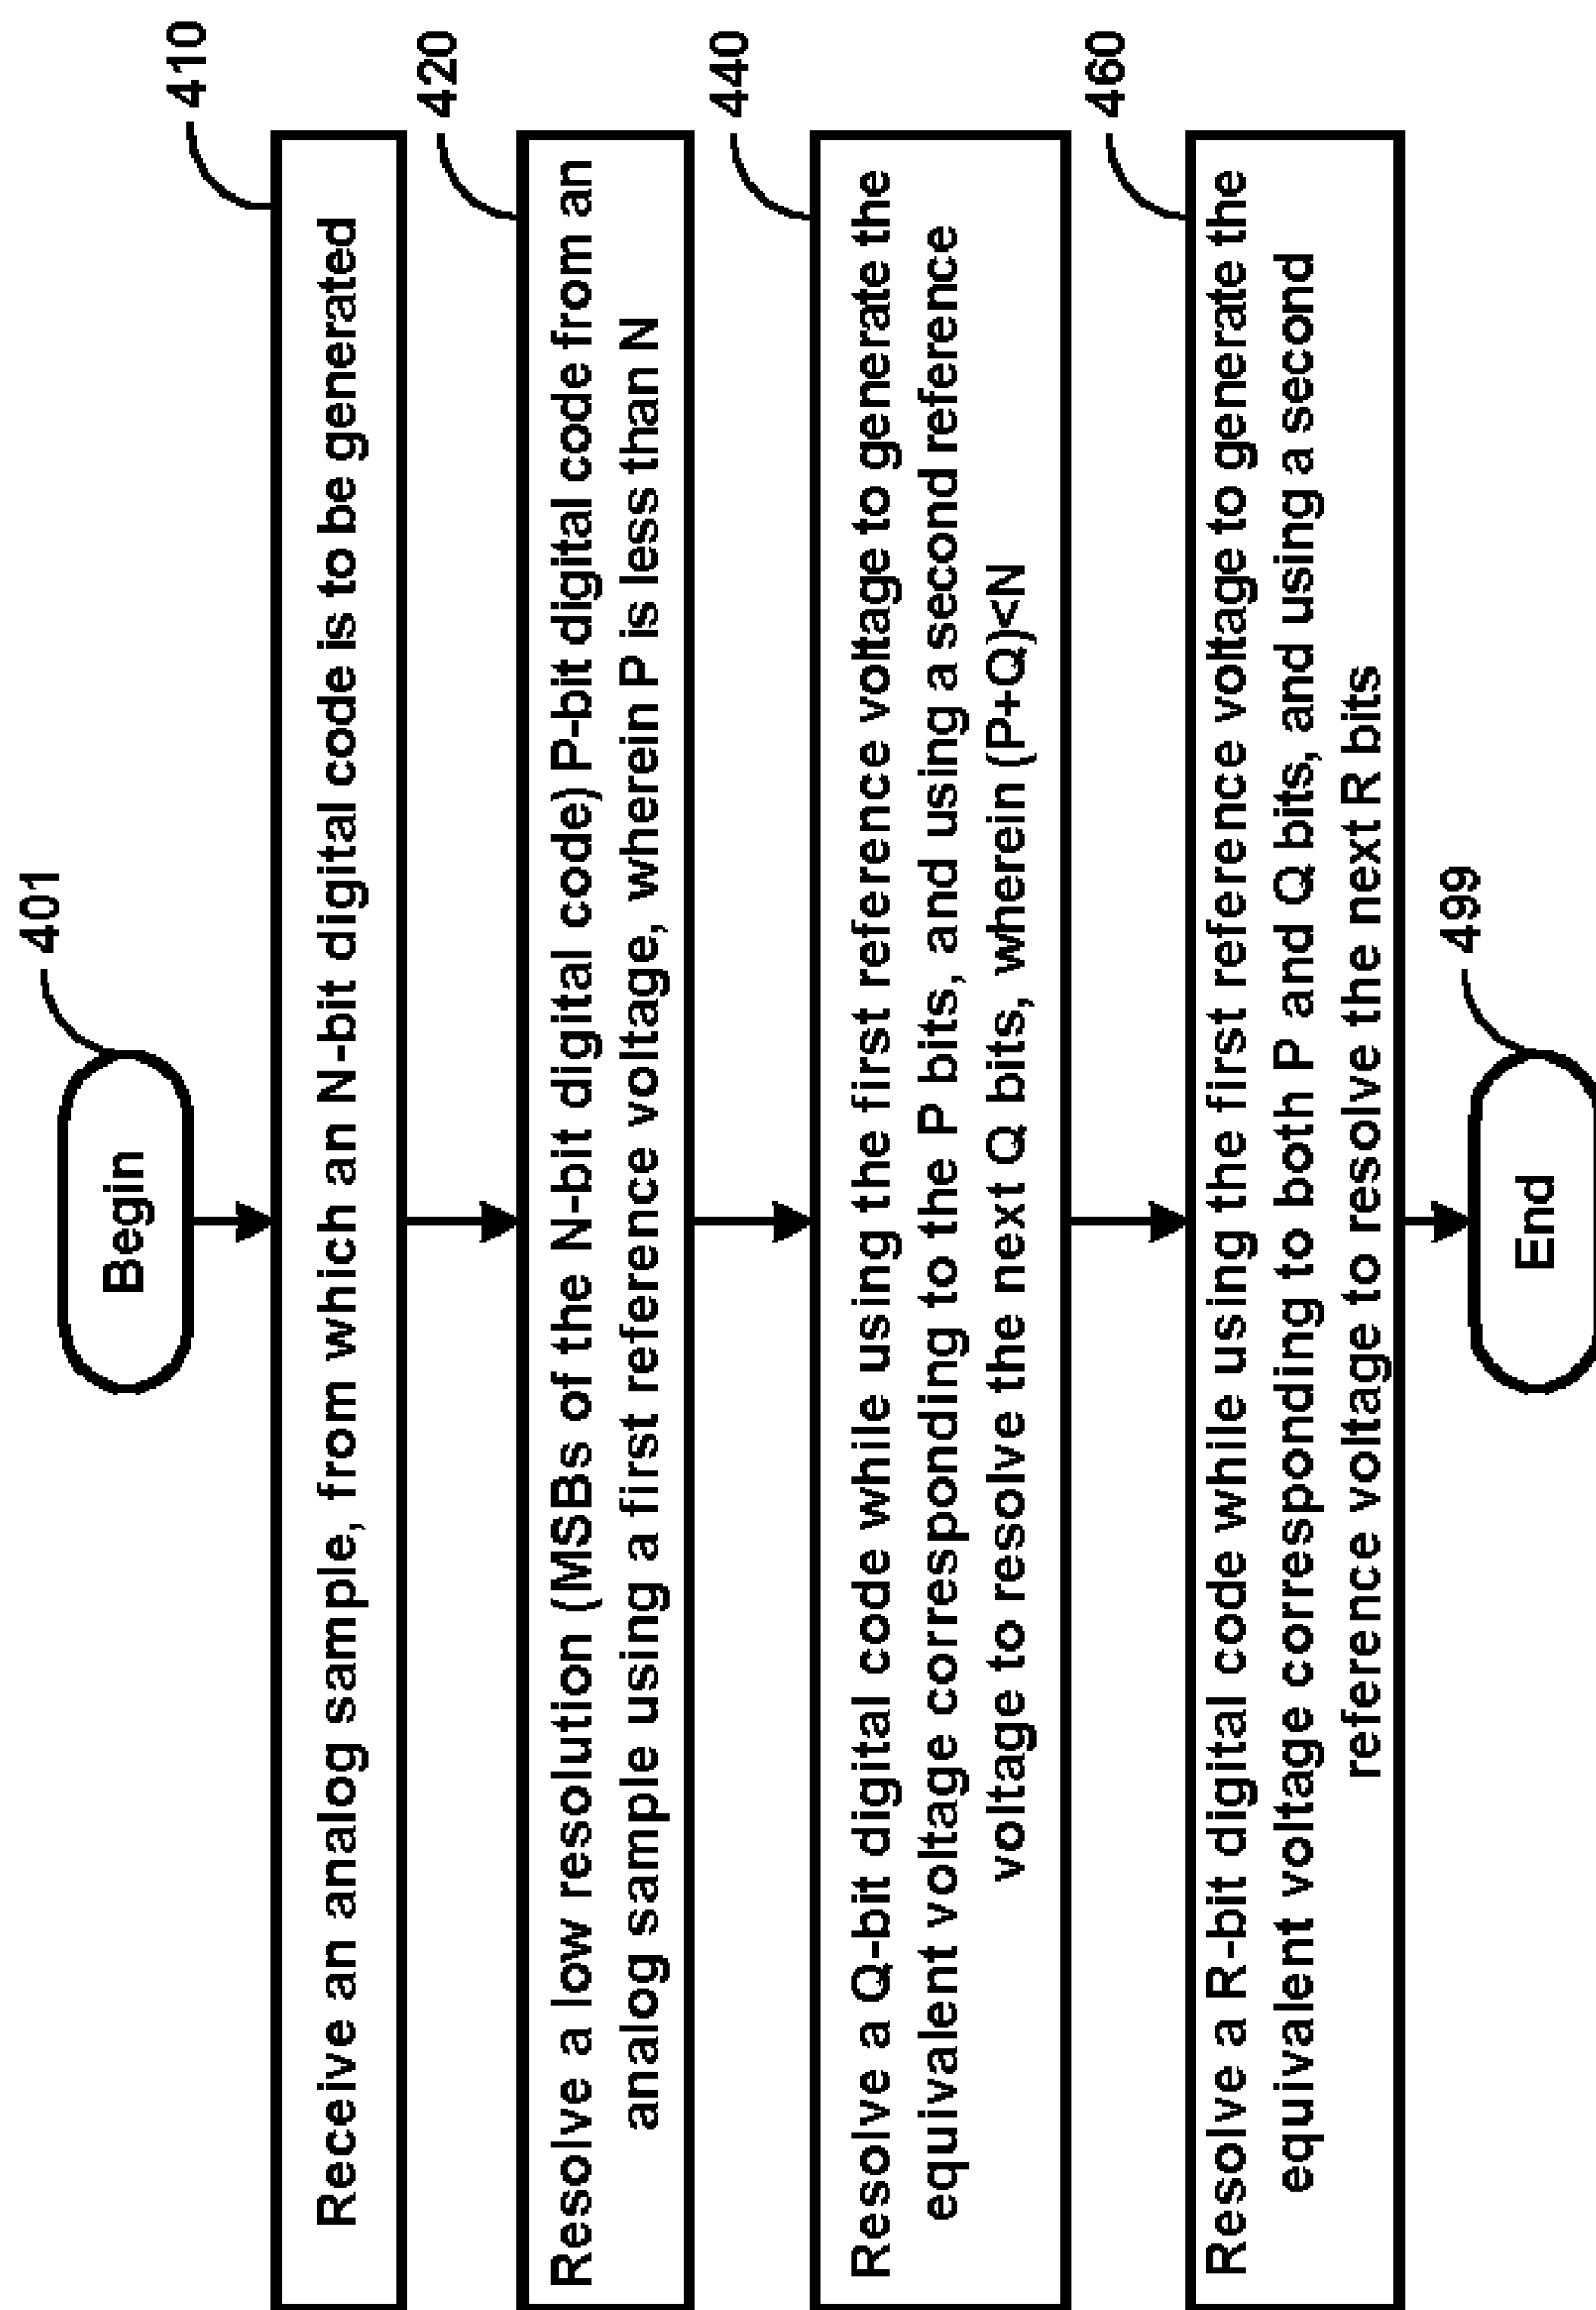 401
Begin
410
Receive an analog sample, from which an N-bit digital code is to be generated
420
Resolve a low resolution (MSBs of the N-bit digital code) P-bit digital code from an
analog sample using a first reference voltage, wherein P is less than N
440
Resolve a Q-bit digital code while using the first reference voltage to generate the
equivalent voltage corresponding to the P bits, and using a second reference
voltage to resolve the next Q bits, wherein (P+Q)<N
460
Resolve a R-bit digital code while using the first reference voltage to generate the
equivalent voltage corresponding to both P and Q bits, and using a second
reference voltage to resolve the next R bits
499
End